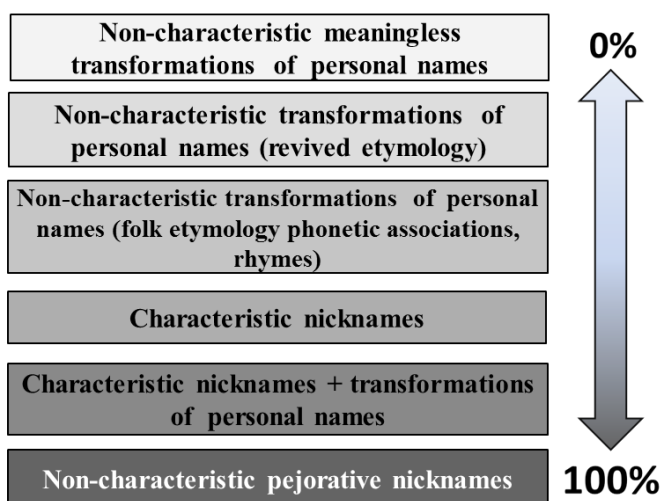 Non-characteristic meaningless
transformations of personal names
0%
Non-characteristic transformations of
personal names (revived etymology)
Non-characteristic transformations of personal
names (folk etymology phonetic associations,
rhymes)
Characteristic nicknames
Characteristic nicknames + transformations
of personal names
Non-characteristic pejorative nicknames
100%